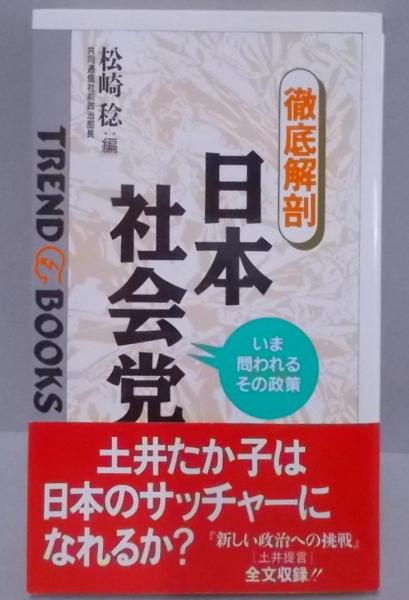 徹底解剖
日本
社会党
松崎 稔：編
共同通信社前政治部長
いま
問われる
その政策
TREND BOOKS
土井たか子は
日本のサッチャーに
なれるか?
『新しい政治への挑戦』
[土井提言]
全文収録!!